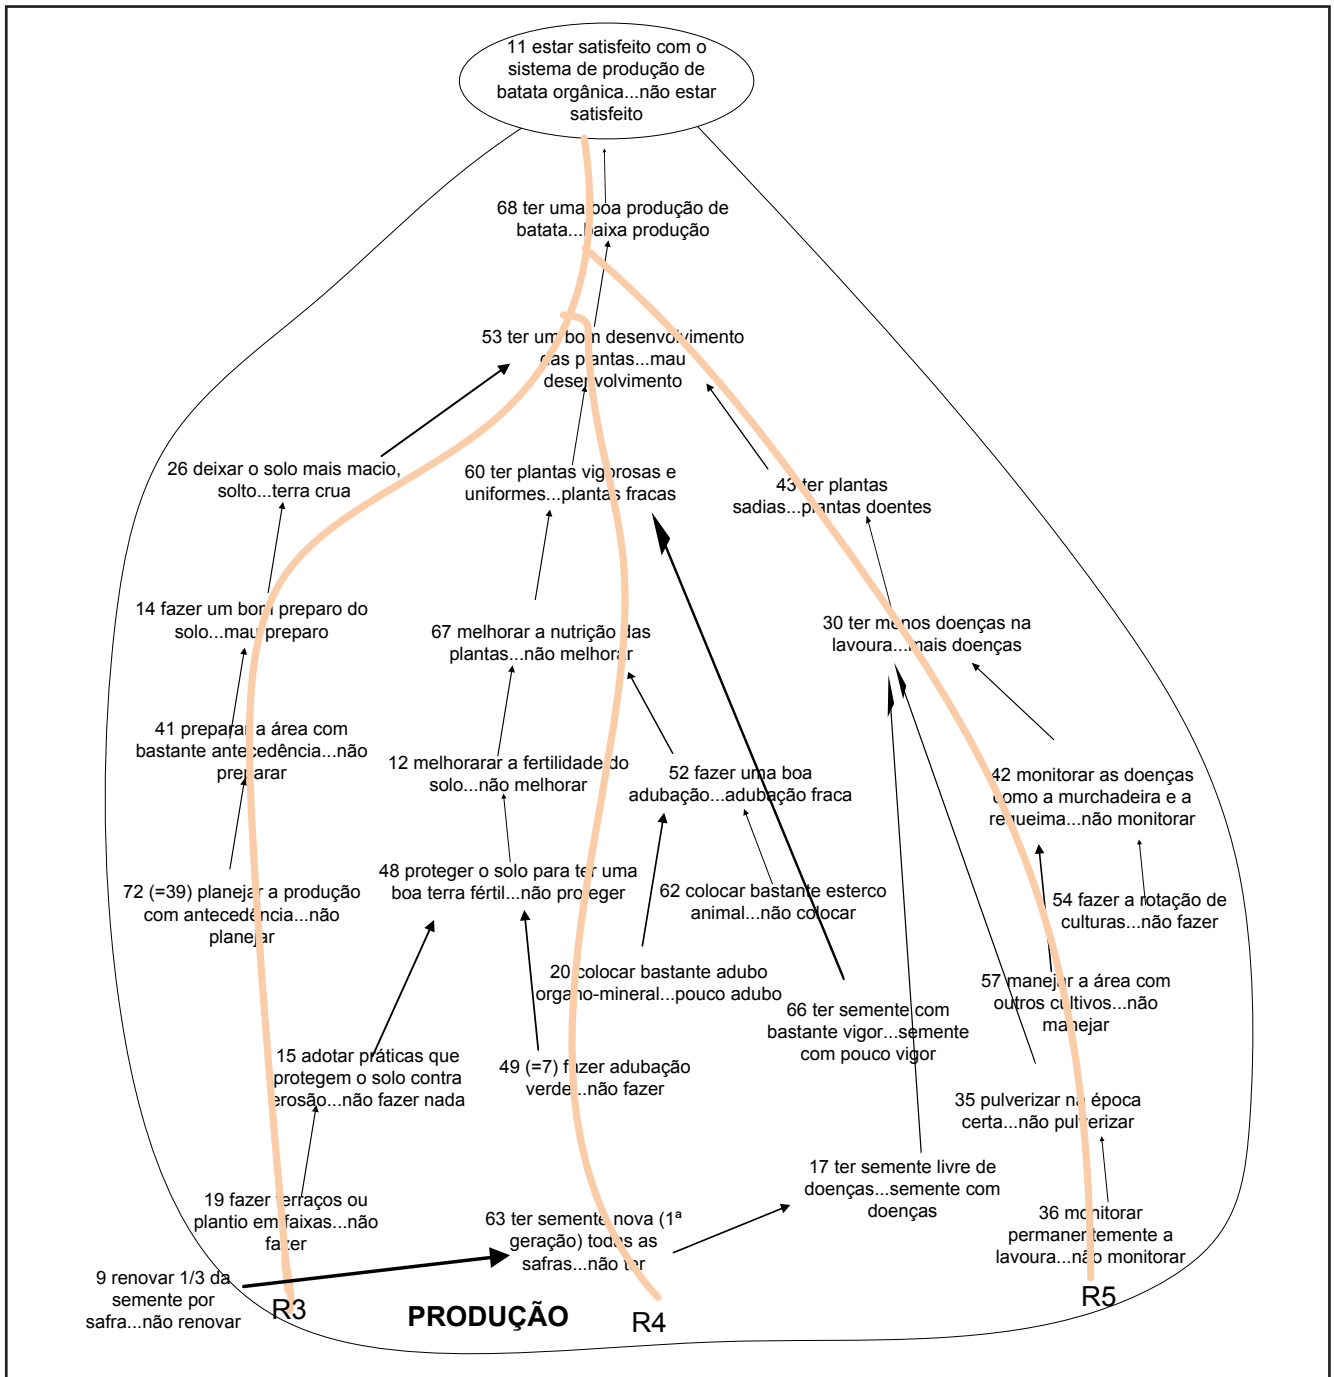 11 estar satisfeito com o
sistema de produção de
batata orgânica...não estar
satisfeito
68 ter uma boa produção de
batata...baixa produção
53 ter um bom desenvolvimento
das plantas...mau
desenvolvimento
26 deixar o solo mais macio,
solto...terra crua
60 ter plantas vigorosas e
uniformes...plantas fracas
43 ter plantas
sadias...plantas doentes
14 fazer um bom preparo do
solo...mau preparo
67 melhorar a nutrição das
plantas...não melhorar
30 ter menos doenças na
lavoura...mais doenças
41 preparar a área com
bastante antecedência...não
preparar
12 melhorarar a fertilidade do
solo...não melhorar
52 fazer uma boa
adubação...adubação fraca
42 monitorar as doenças
como a murchadeira e a
requeima...não monitorar
72 (=39) planejar a produção
com antecedência...não
planejar
48 proteger o solo para ter uma
boa terra fértil...não proteger
62 colocar bastante esterco
animal...não colocar
54 fazer a rotação de
culturas...não fazer
20 colocar bastante adubo
organo-mineral...pouco adubo
57 manejar a área com
outros cultivos...não
manejar
66 ter semente com
bastante vigor...semente
com pouco vigor
15 adotar práticas que
protegem o solo contra
erosão...não fazer nada
49 (=7) fazer adubação
verde...não fazer
35 pulverizar na época
certa...não pulverizar
17 ter semente livre de
doenças...semente com
doenças
19 fazer terraços ou
plantio em faixas...não
fazer
63 ter semente nova (1ª
geração) todas as
safras...não ter
36 monitorar
permanentemente a
lavoura...não monitorar
9 renovar 1/3 da
semente por
safra...não renovar
R3
PRODUÇÃO
R4
R5